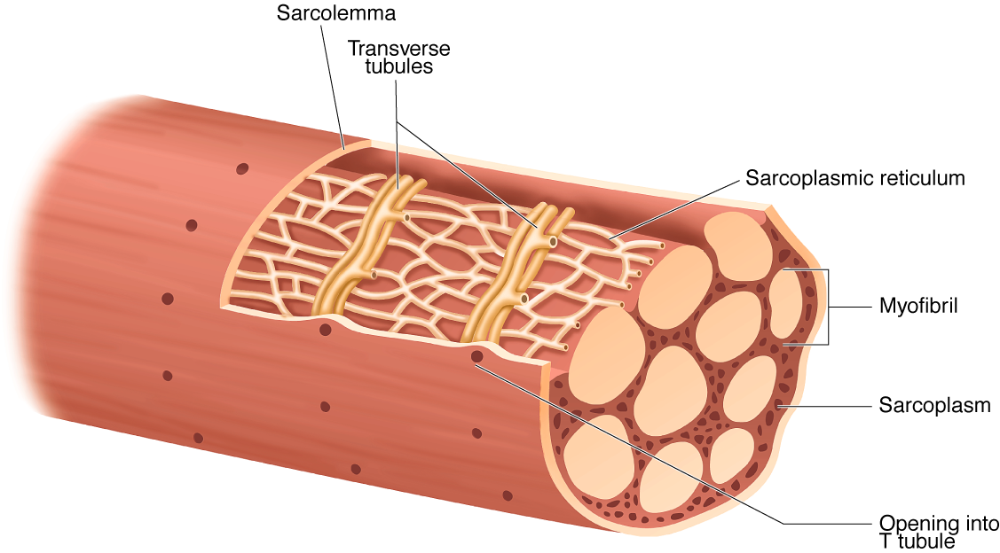 Sarcolemma
Transverse
tubules
Sarcoplasmic reticulum
Myofibril
Sarcoplasm
Opening into
T tubule